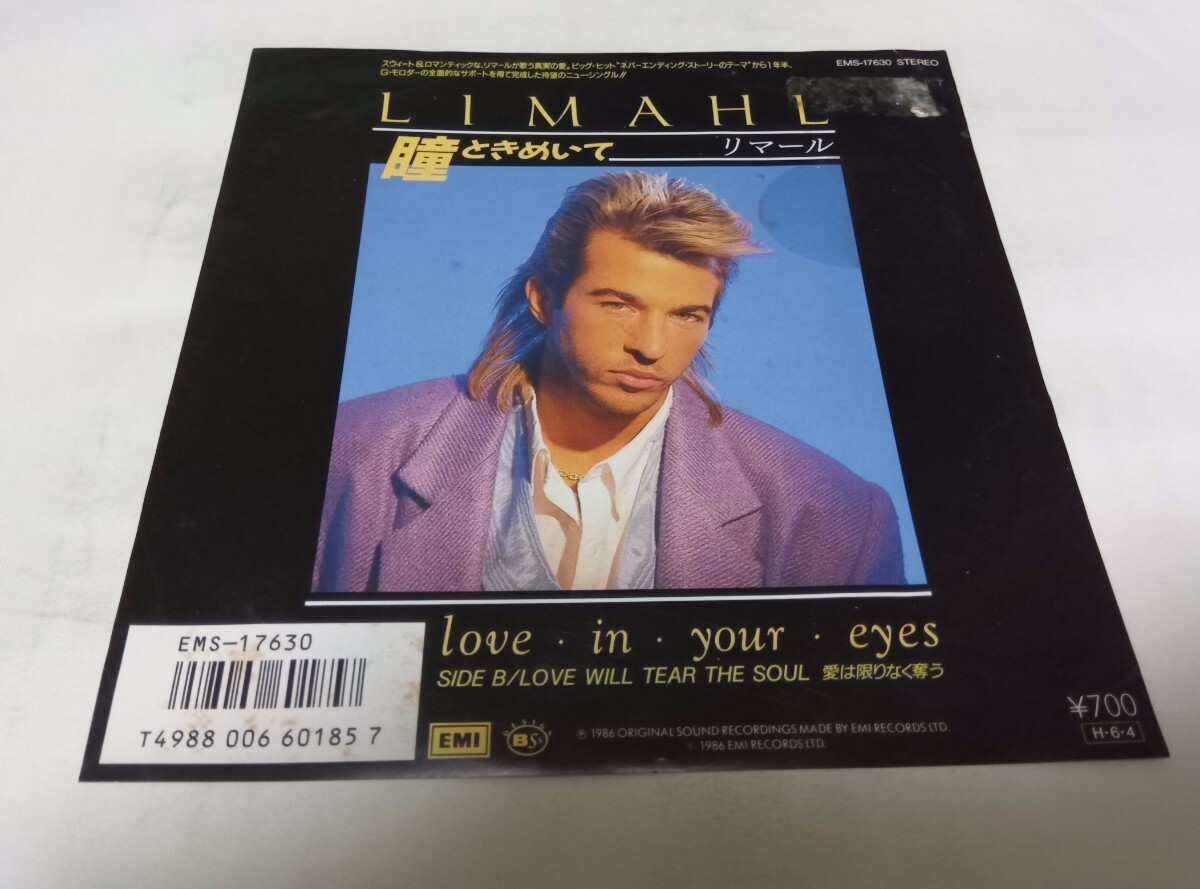 スウィート&ロマンティックな、リマールが歌う真実の愛。ビッグ・ヒット"ネバーエンディング・ストーリーのテーマ"から1年半、
G・モロダーの全面的なサポートを得て完成した待望のニューシングル!!
EMS-17630 STEREO
LIMAHL
瞳ときめいて
リマール
love・in・your・eyes
SIDE B/LOVE WILL TEAR THE SOUL 愛は限りなく奪う
EMS-17630
T4988 006 60185 7
EMI
BS
℗ 1986 ORIGINAL SOUND RECORDINGS MADE BY EMI RECORDS LTD.
© 1986 EMI RECORDS LTD.
¥700
H・6・4